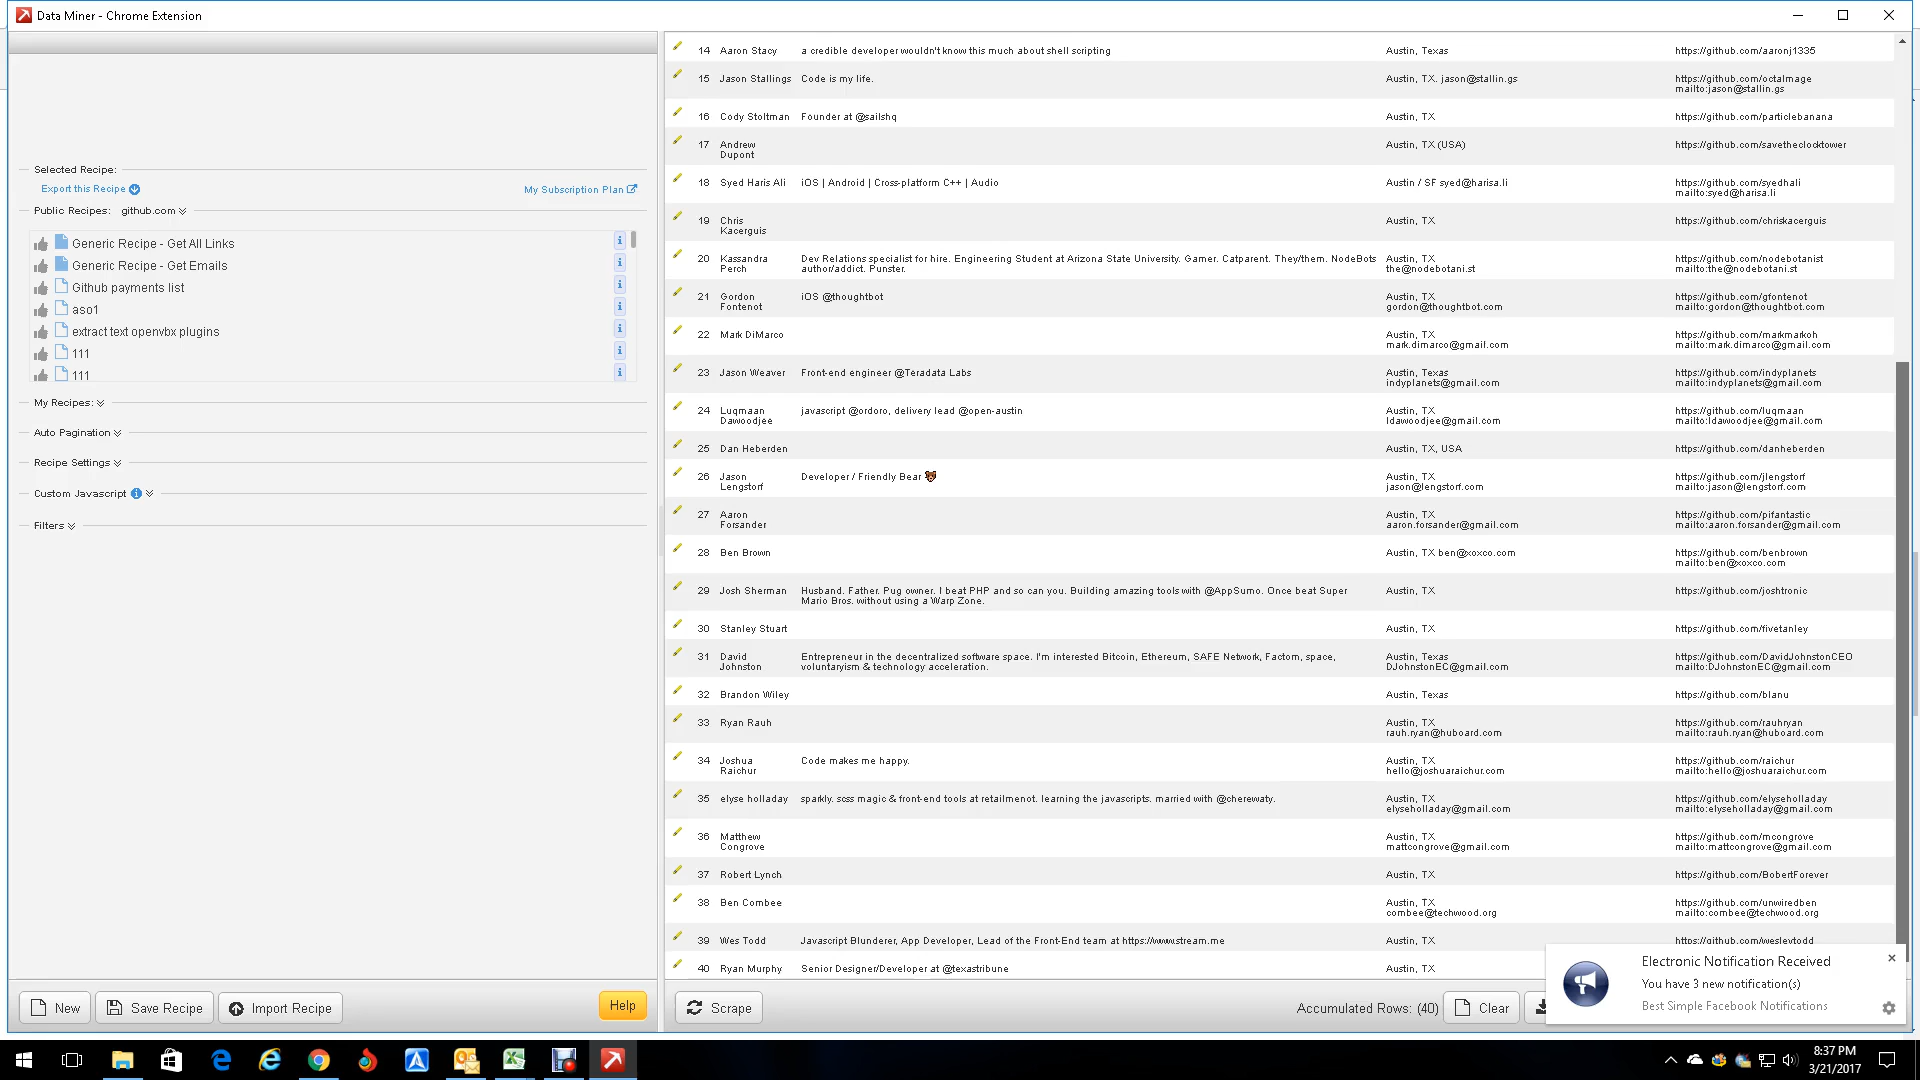 Data Miner - Chrome Extension
Selected Recipe:
Export this Recipe
My Subscription Plan
Public Recipes: github.com
Generic Recipe - Get All Links
Generic Recipe - Get Emails
Github payments list
aso1
extract text openvbx plugins
111
111
My Recipes:
Auto Pagination
Recipe Settings
Custom Javascript
Filters
New
Save Recipe
Import Recipe
Help
14 Aaron Stacy a credible developer wouldn't know this much about shell scripting Austin, Texas https://github.com/aaronj1335
15 Jason Stallings Code is my life. Austin, TX. jason@stallin.gs https://github.com/octalmage
mailto:jason@stallin.gs
16 Cody Stoltman Founder at @sailshq Austin, TX https://github.com/particlebanana
17 Andrew Austin, TX (USA) https://github.com/savetheclocktower
Dupont
18 Syed Haris Ali iOS | Android | Cross-platform C++ | Audio Austin / SF syed@harisa.li https://github.com/syedhali
mailto:syed@harisa.li
19 Chris Austin, TX https://github.com/chriskacerguis
Kacerguis
20 Kassandra Dev Relations specialist for hire. Engineering Student at Arizona State University. Gamer. Catparent. They/them. NodeBots Austin, TX https://github.com/nodebotanist
Perch author/addict. Punster. the@nodebotani.st mailto:the@nodebotani.st
21 Gordon iOS @thoughtbot Austin, TX https://github.com/gfontenot
Fontenot gordon@thoughtbot.com mailto:gordon@thoughtbot.com
22 Mark DiMarco Austin, TX https://github.com/markmarkoh
mark.dimarco@gmail.com mailto:mark.dimarco@gmail.com
23 Jason Weaver Front-end engineer @Teradata Labs Austin, Texas https://github.com/indyplanets
indyplanets@gmail.com mailto:indyplanets@gmail.com
24 Luqmaan javascript @ordoro, delivery lead @open-austin Austin, TX https://github.com/luqmaan
Dawoodjee ldawoodjee@gmail.com mailto:ldawoodjee@gmail.com
25 Dan Heberden Austin, TX, USA https://github.com/danheberden
26 Jason Developer / Friendly Bear 🐻 Austin, TX https://github.com/jlengstorf
Lengstorf jason@lengstorf.com mailto:jason@lengstorf.com
27 Aaron Austin, TX https://github.com/pifantastic
Forsander aaron.forsander@gmail.com mailto:aaron.forsander@gmail.com
28 Ben Brown Austin, TX ben@xoxco.com https://github.com/benbrown
mailto:ben@xoxco.com
29 Josh Sherman Husband. Father. Pug owner. I beat PHP and so can you. Building amazing tools with @AppSumo. Once beat Super Austin, TX https://github.com/joshtronic
Mario Bros. without using a Warp Zone.
30 Stanley Stuart Austin, TX https://github.com/fivetanley
31 David Entrepreneur in the decentralized software space. I'm interested Bitcoin, Ethereum, SAFE Network, Factom, space, Austin, Texas https://github.com/DavidJohnstonCEO
Johnston voluntaryism & technology acceleration. DJohnstonEC@gmail.com mailto:DJohnstonEC@gmail.com
32 Brandon Wiley Austin, Texas https://github.com/blanu
33 Ryan Rauh Austin, TX https://github.com/rauhryan
rauh.ryan@huboard.com mailto:rauh.ryan@huboard.com
34 Joshua Code makes me happy. Austin, TX https://github.com/raichur
Raichur hello@joshuaraichur.com mailto:hello@joshuaraichur.com
35 elyse holladay sparkly. scss magic & front-end tools at retailmenot. learning the javascripts. married with @cherewaty. Austin, TX https://github.com/elyseholladay
elyseholladay@gmail.com mailto:elyseholladay@gmail.com
36 Matthew Austin, TX https://github.com/mcongrove
Congrove mattcongrove@gmail.com mailto:mattcongrove@gmail.com
37 Robert Lynch Austin, TX https://github.com/BobertForever
38 Ben Combee Austin, TX https://github.com/unwiredben
combee@techwood.org mailto:combee@techwood.org
39 Wes Todd Javascript Blunderer, App Developer, Lead of the Front-End team at https://www.stream.me Austin, TX https://github.com/wesleytodd
40 Ryan Murphy Senior Designer/Developer at @texastribune Austin, TX
Scrape
Accumulated Rows: (40)
Clear
Electronic Notification Received
You have 3 new notification(s)
Best Simple Facebook Notifications
8:37 PM
3/21/2017